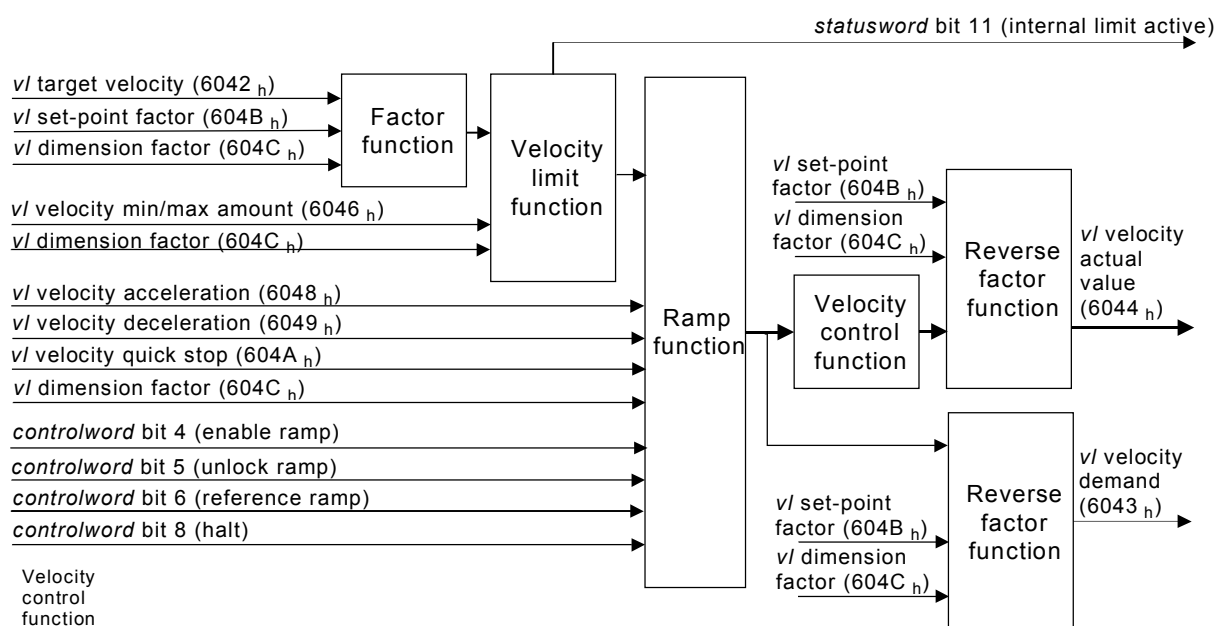 statusword bit 11 (internal limit active)
vl target velocity (6042 h)
vl set-point factor (604B h)
vl dimension factor (604C h)
Factor
function
Velocity
limit
function
vl velocity min/max amount (6046 h)
vl dimension factor (604C h)
vl velocity acceleration (6048 h)
vl velocity deceleration (6049 h)
vl velocity quick stop (604A h)
vl dimension factor (604C h)
controlword bit 4 (enable ramp)
controlword bit 5 (unlock ramp)
controlword bit 6 (reference ramp)
controlword bit 8 (halt)
Ramp
function
vl set-point
factor (604B h)
vl dimension
factor (604C h)
Velocity
control
function
Reverse
factor
function
vl velocity
actual
value
(6044 h)
vl set-point
factor (604B h)
vl dimension
factor (604C h)
Reverse
factor
function
vl velocity
demand
(6043 h)
Velocity
control
function